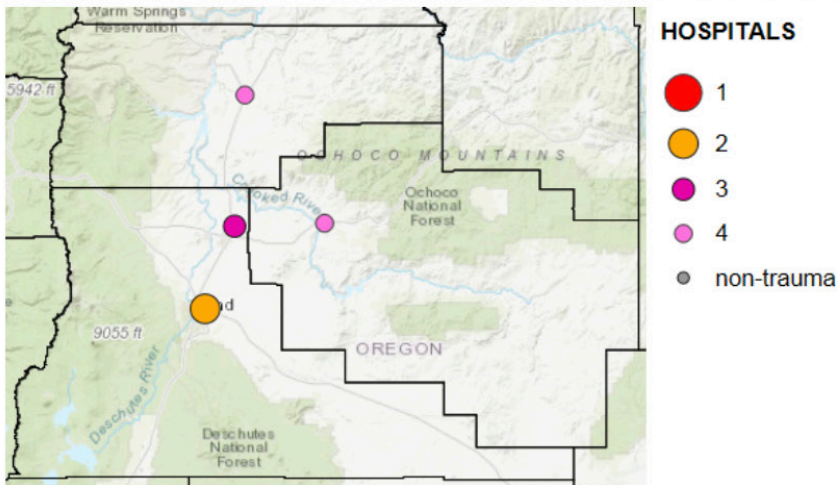 Warm Springs
Reservation
5942 ft
OCHOCO MOUNTAINS
Crooked River
Ochoco
National
Forest
9055 ft
OREGON
Deschutes River
Deschutes
National
Forest
HOSPITALS
1
2
3
4
non-trauma